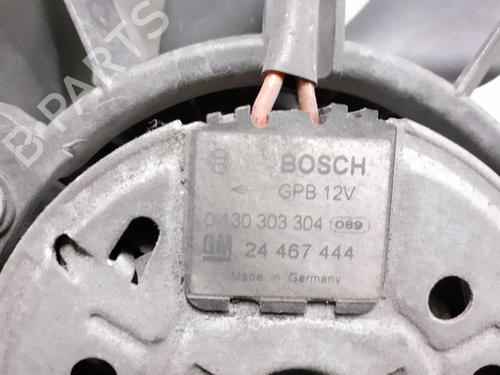 B-PARTS
BOSCH
GPB 12V
0 130 303 304 089
GM 24 467 444
Made in Germany